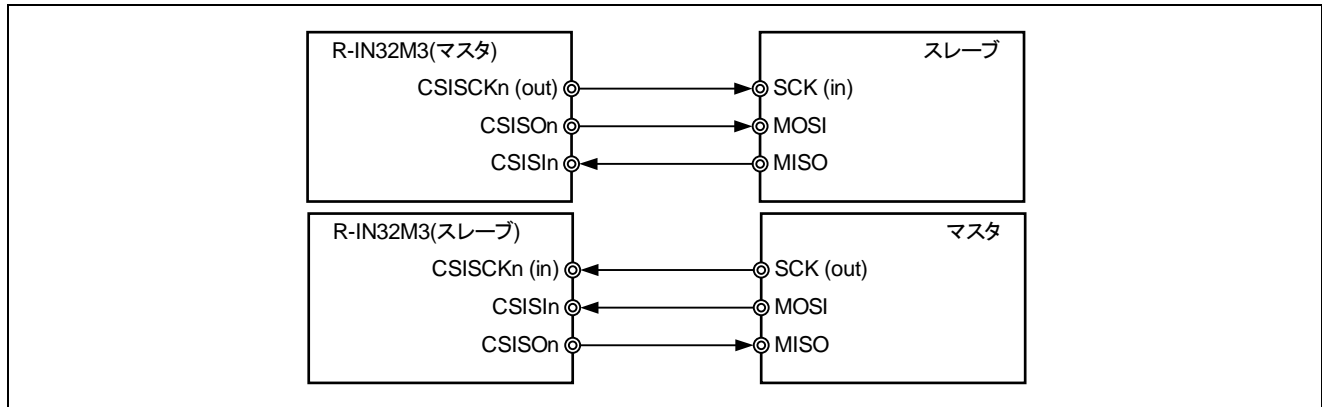 R-IN32M3(マスタ)
スレーブ
CSISCKn (out)
SCK (in)
CSISOn
MOSI
CSISIn
MISO
R-IN32M3(スレーブ)
マスタ
CSISCKn (in)
SCK (out)
CSISIn
MOSI
CSISOn
MISO